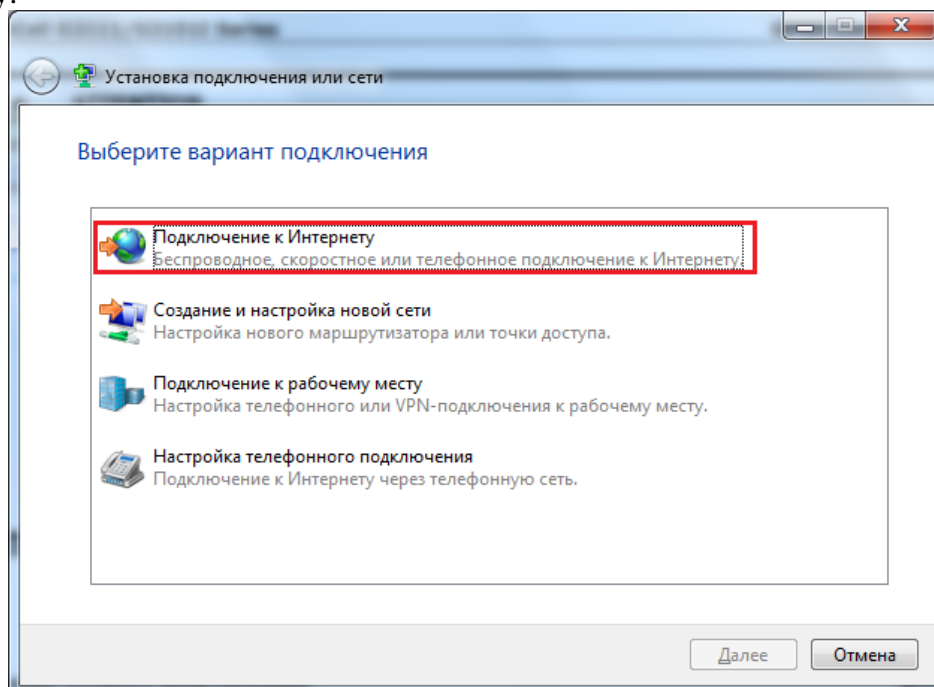 у.
Установка подключения или сети
Выберите вариант подключения
Подключение к Интернету
Беспроводное, скоростное или телефонное подключение к Интернету.
Создание и настройка новой сети
Настройка нового маршрутизатора или точки доступа.
Подключение к рабочему месту
Настройка телефонного или VPN-подключения к рабочему месту.
Настройка телефонного подключения
Подключение к Интернету через телефонную сеть.
Далее
Отмена